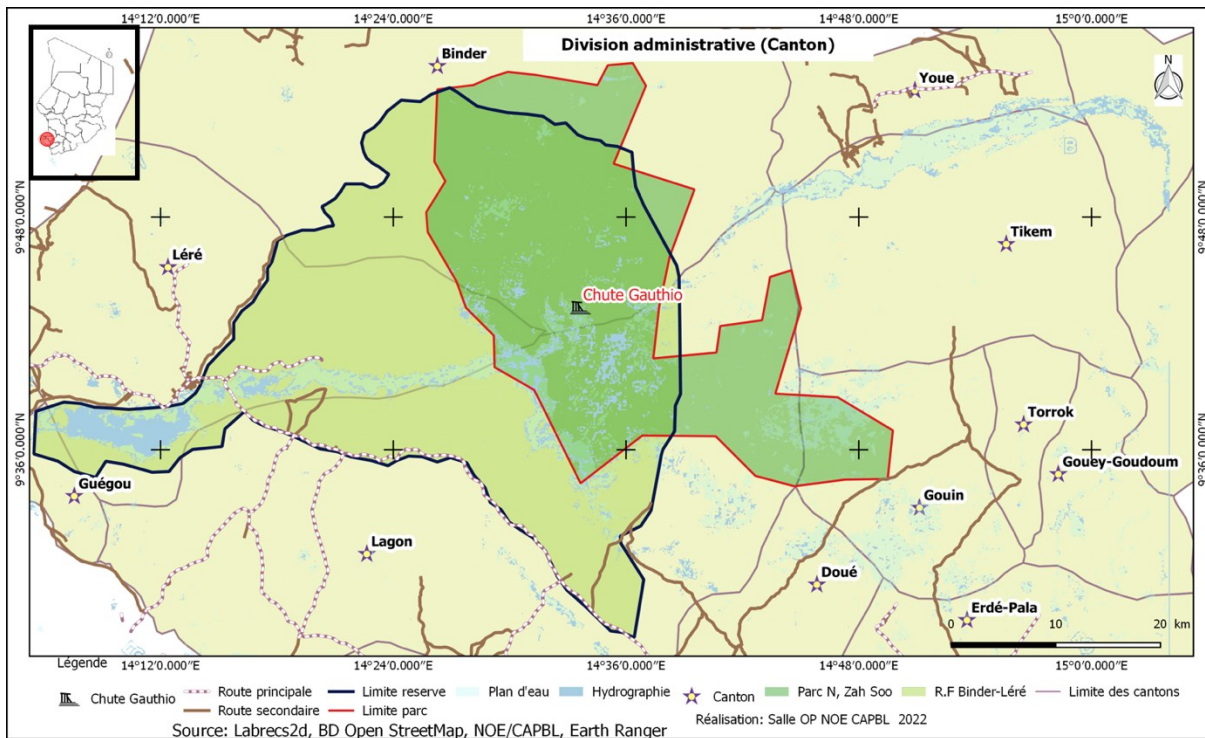 14°12'0.000"E 14°24'0.000"E 14°36'0.000"E 14°48'0.000"E 15°0'0.000"E
Division administrative (Canton)
N
Binder
Youe
B
9°48'0.000"N
9°48'0.000"N
Tikem
Léré
Chute Gauthio
Torrok
9°36'0.000"N
9°36'0.000"N
Gouey-Goudoum
Guégou
Gouin
Lagon
Doué
Erdé-Pala
0 10 20 km
Légende
14°12'0.000"E 14°24'0.000"E 14°36'0.000"E 14°48'0.000"E 15°0'0.000"E
Chute Gauthio Route principale Limite reserve Plan d'eau Hydrographie Canton Parc N, Zah Soo R.F Binder-Léré Limite des cantons
Route secondaire Limite parc
Source: Labrecs2d, BD Open StreetMap, NOE/CAPBL, Earth Ranger
Réalisation: Salle OP NOE CAPBL 2022